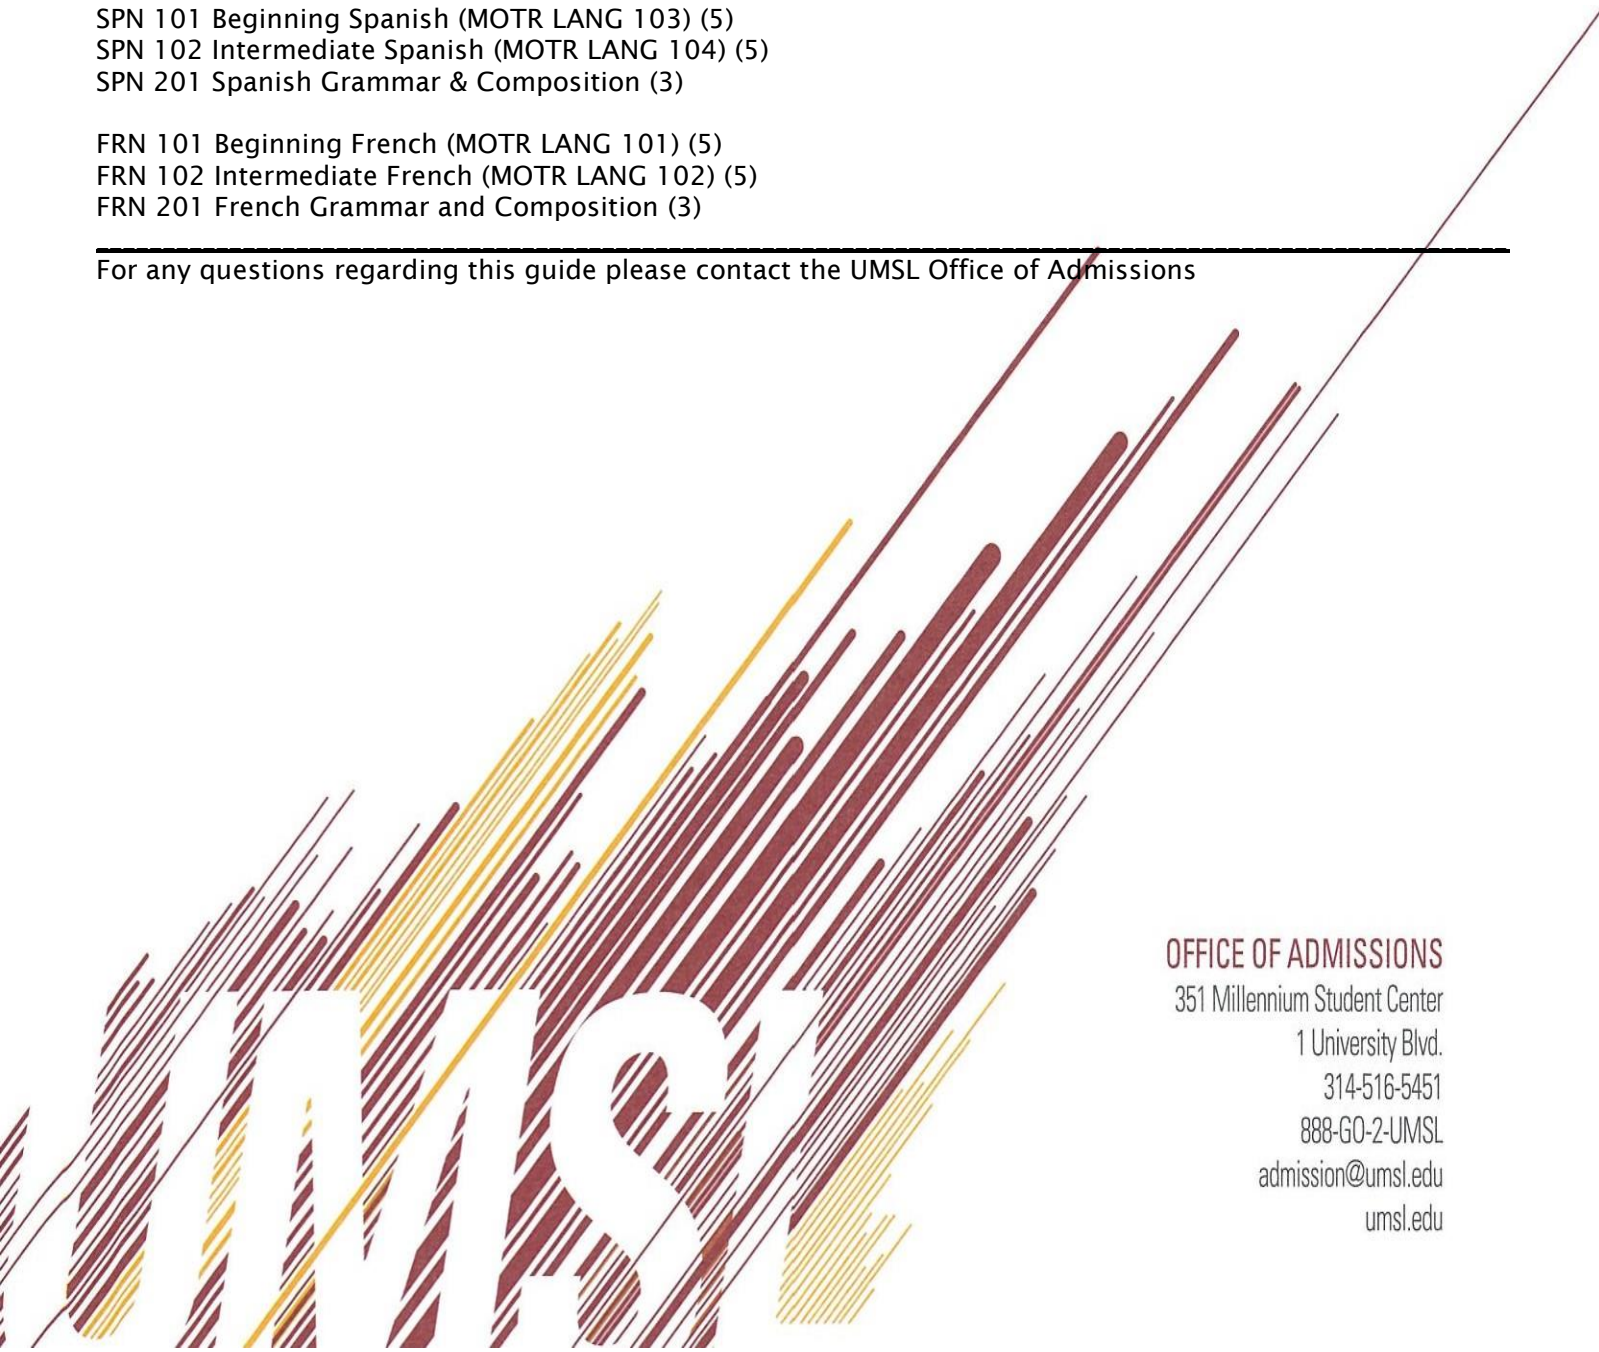 SPN 101 Beginning Spanish (MOTR LANG 103) (5)
SPN 102 Intermediate Spanish (MOTR LANG 104) (5)
SPN 201 Spanish Grammar & Composition (3)
FRN 101 Beginning French (MOTR LANG 101) (5)
FRN 102 Intermediate French (MOTR LANG 102) (5)
FRN 201 French Grammar and Composition (3)
For any questions regarding this guide please contact the UMSL Office of Admissions
UMSL
OFFICE OF ADMISSIONS
351 Millennium Student Center
1 University Blvd.
314-516-5451
888-GO-2-UMSL
admission@umsl.edu
umsl.edu